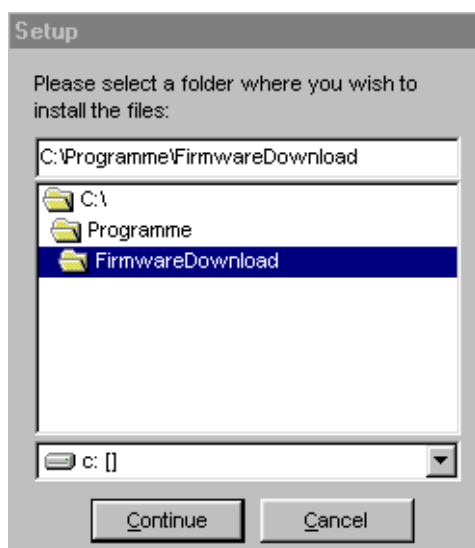 Setup
Please select a folder where you wish to
install the files:
C:\Programme\FirmwareDownload
C:\
Programme
FirmwareDownload
c: []
Continue
Cancel